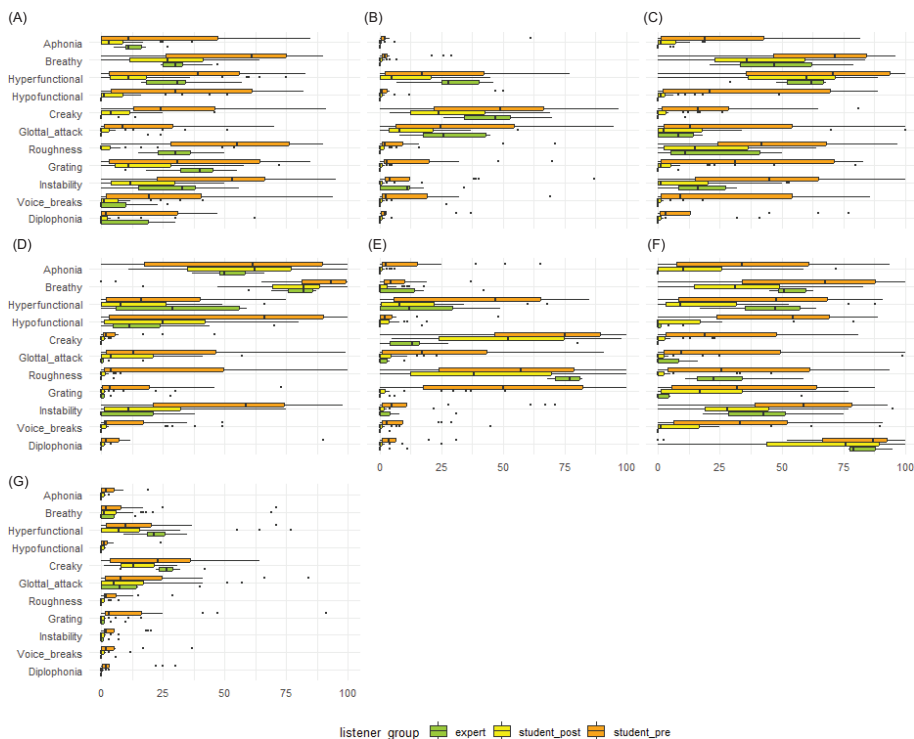 (A) (B) (C)
Aphonia
Breathy
Hyperfunctional
Hypofunctional
Creaky
Glottal_attack
Roughness
Grating
Instability
Voice_breaks
Diplophonia
(D) (E) (F)
Aphonia
Breathy
Hyperfunctional
Hypofunctional
Creaky
Glottal_attack
Roughness
Grating
Instability
Voice_breaks
Diplophonia
0 25 50 75 100 0 25 50 75 100
(G)
Aphonia
Breathy
Hyperfunctional
Hypofunctional
Creaky
Glottal_attack
Roughness
Grating
Instability
Voice_breaks
Diplophonia
0 25 50 75 100
listener_group expert student_post student_pre